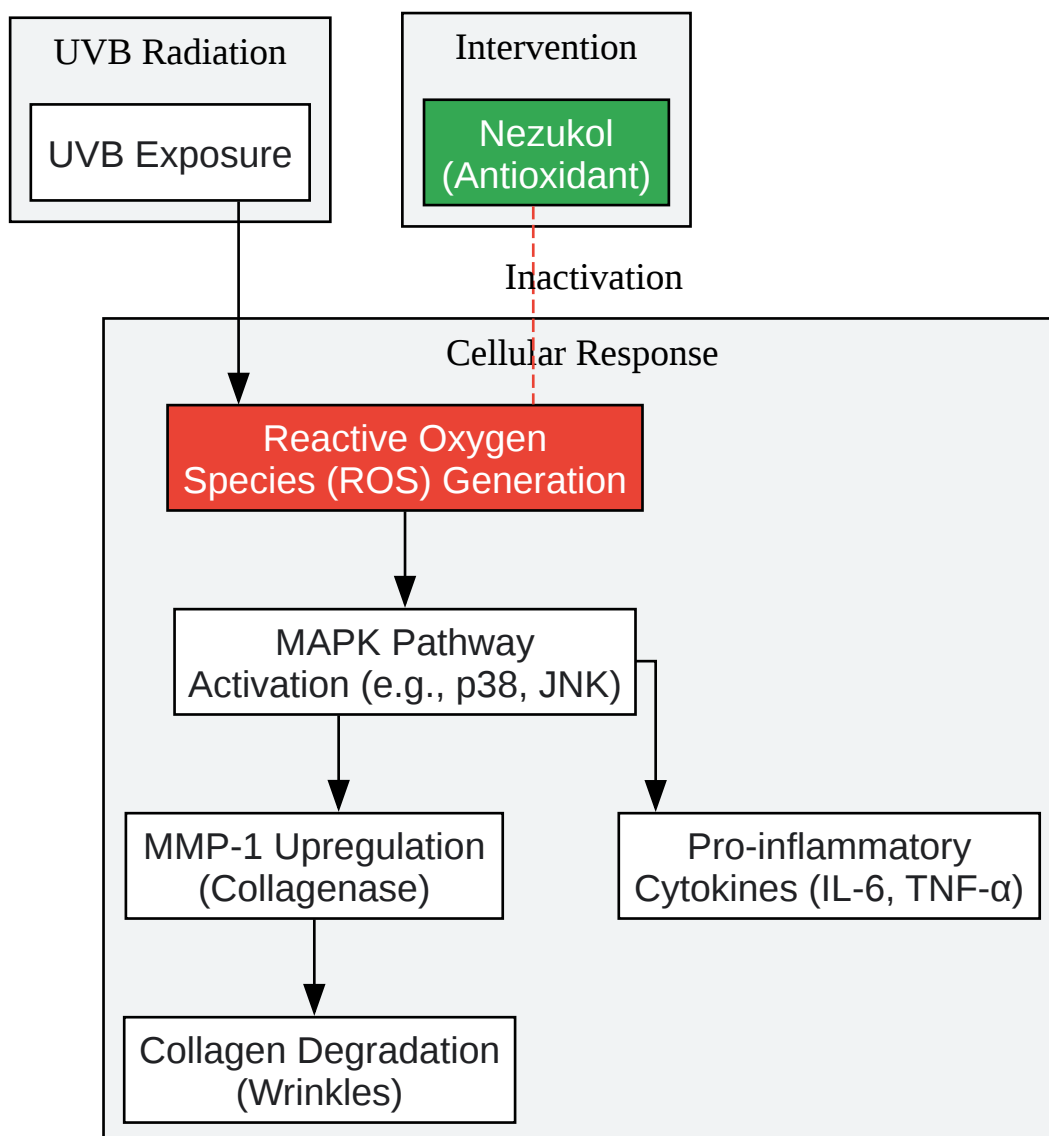 UVB Radiation
UVB Exposure
Intervention
Nezukol
(Antioxidant)
Inactivation
Cellular Response
Reactive Oxygen
Species (ROS) Generation
MAPK Pathway
Activation (e.g., p38, JNK)
MMP-1 Upregulation
(Collagenase)
Pro-inflammatory
Cytokines (IL-6, TNF-α)
Collagen Degradation
(Wrinkles)